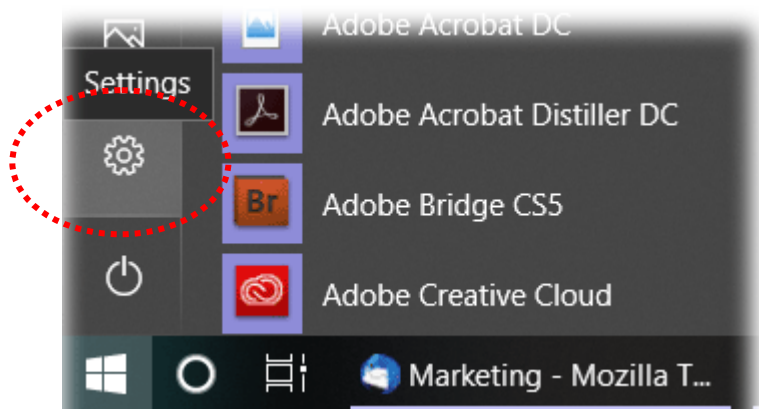 Adobe Acrobat DC
Settings
Adobe Acrobat Distiller DC
Br
Adobe Bridge CS5
Adobe Creative Cloud
Marketing - Mozilla T...